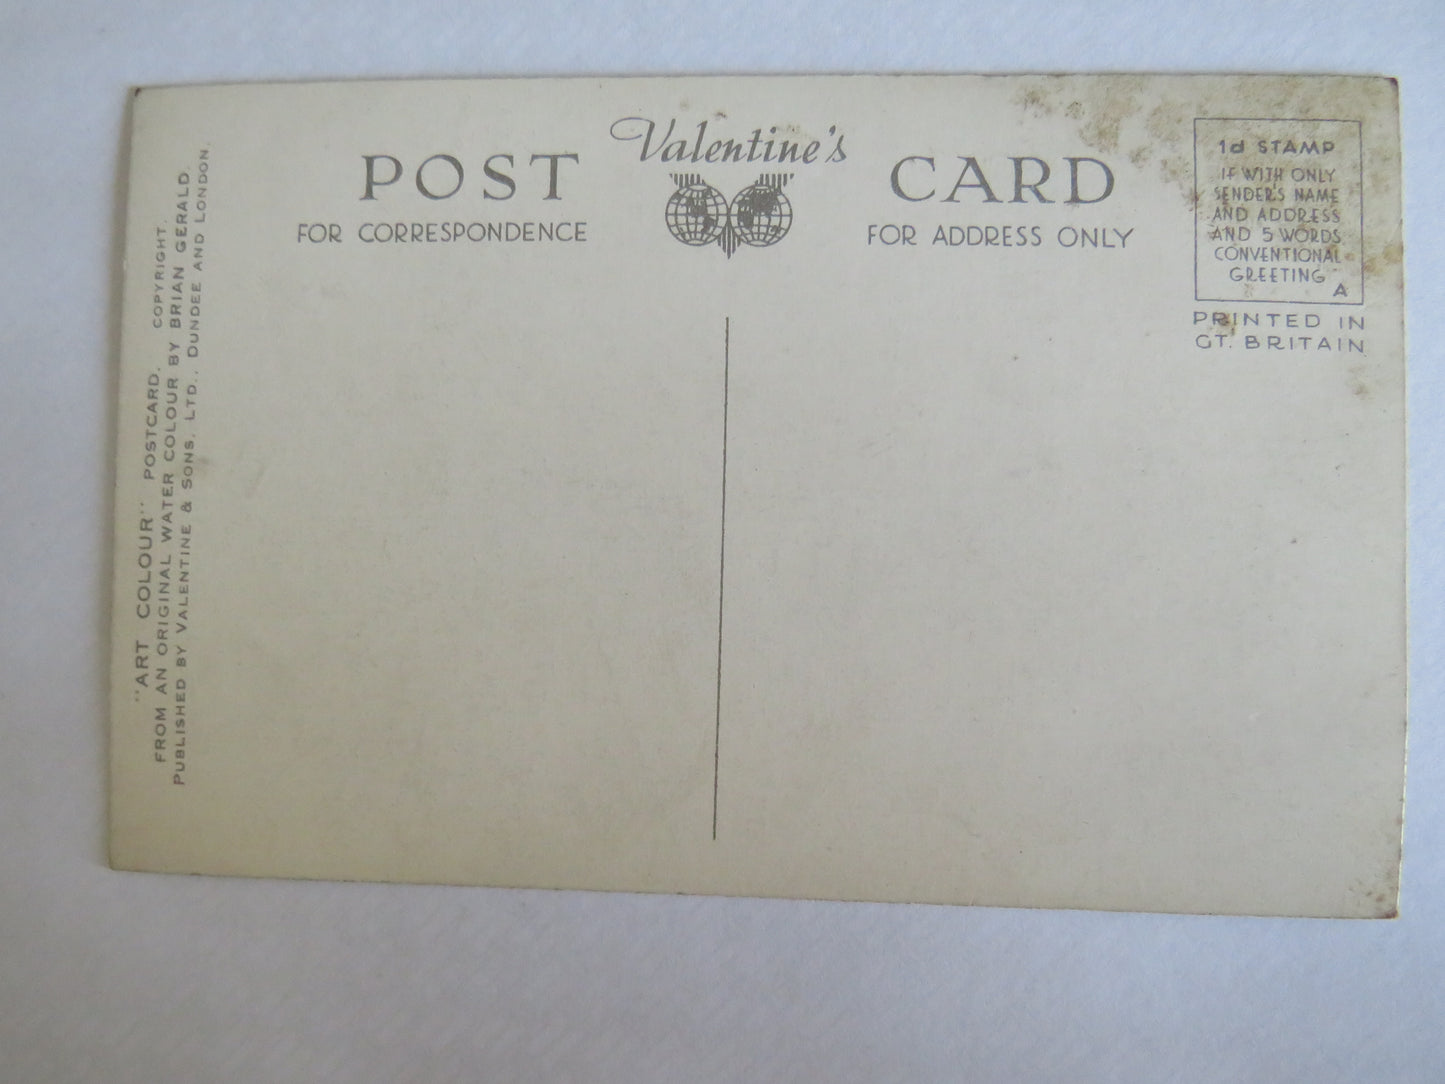 Valentine's
POST CARD
FOR CORRESPONDENCE
FOR ADDRESS ONLY
1d STAMP
IF WITH ONLY
SENDER'S NAME
AND ADDRESS
AND 5 WORDS
CONVENTIONAL
GREETING
A
PRINTED IN
GT. BRITAIN
"ART COLOUR" POSTCARD. COPYRIGHT.
FROM AN ORIGINAL WATER COLOUR BY BRIAN GERALD.
PUBLISHED BY VALENTINE & SONS, LTD., DUNDEE AND LONDON.